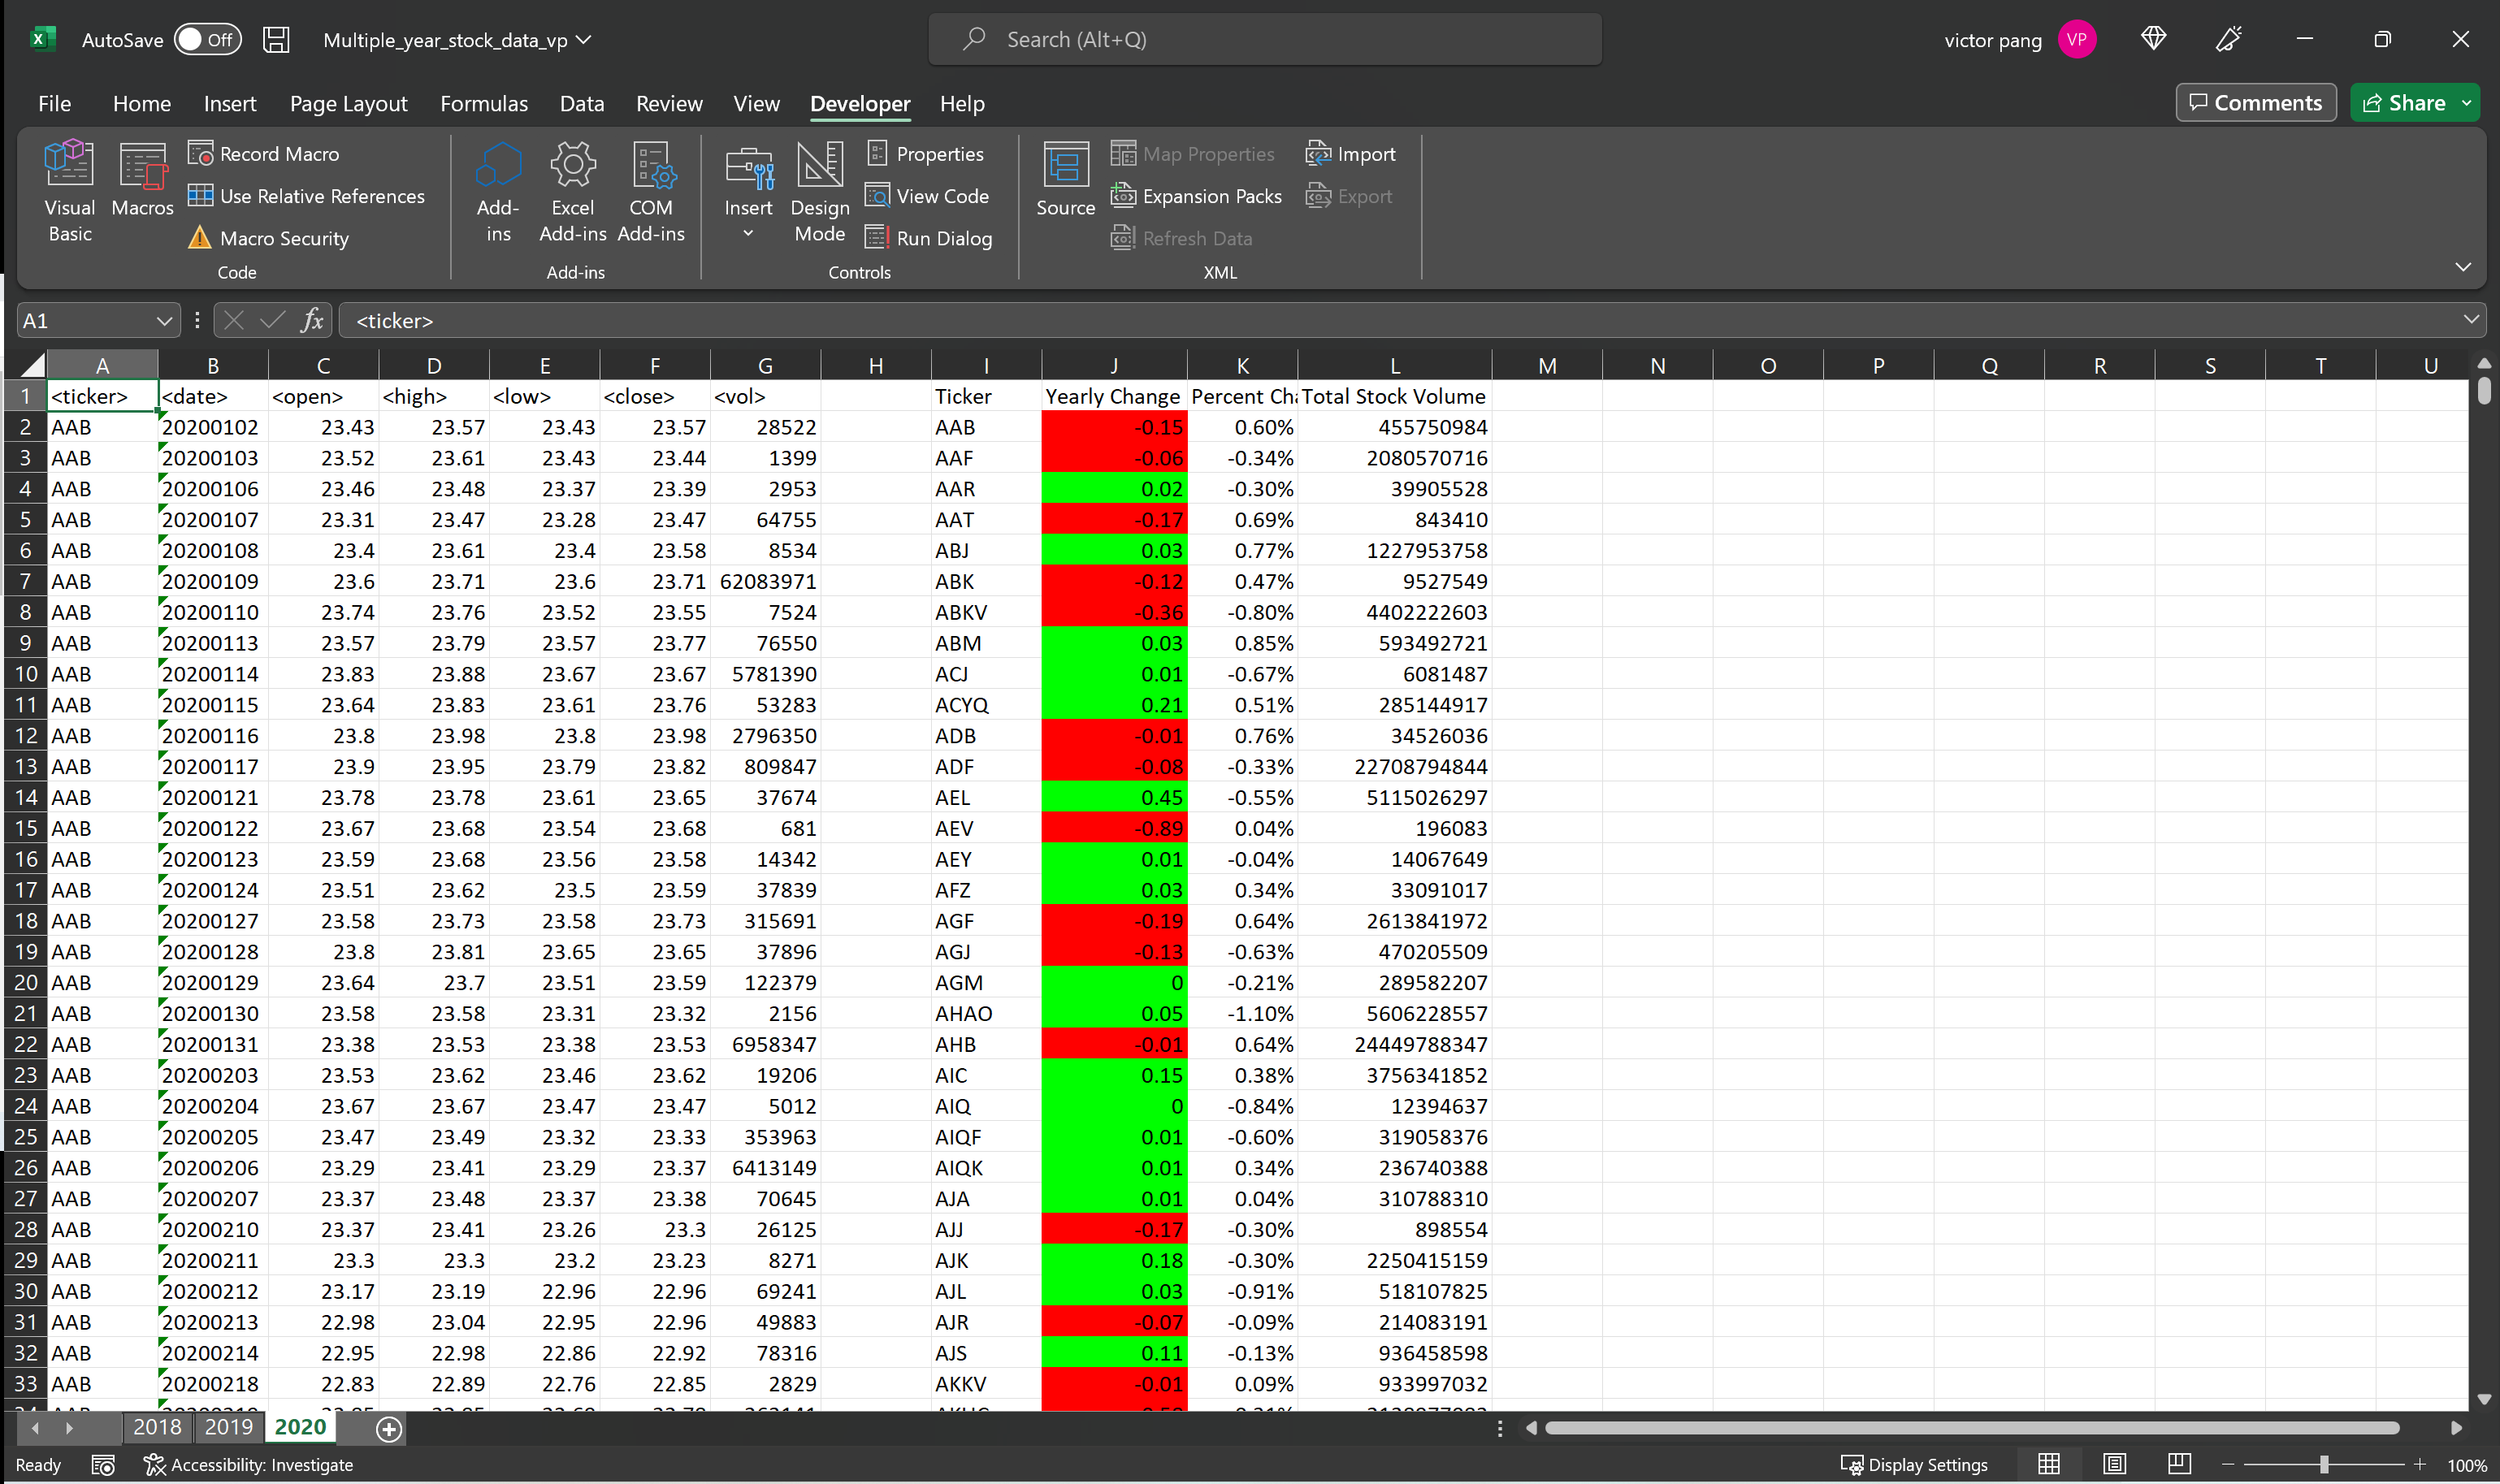 AutoSave Off Multiple_year_stock_data_vp Search (Alt+Q) victor pang VP
File Home Insert Page Layout Formulas Data Review View Developer Help Comments Share
Visual Basic Macros Record Macro Use Relative References Macro Security
Add-ins Excel Add-ins COM Add-ins
Insert Design Mode Properties View Code Run Dialog
Source Map Properties Expansion Packs Refresh Data Import Export
Code Add-ins Controls XML
A1 fx <ticker>
A B C D E F G H I J K L M N O P Q R S T U
1 <ticker> <date> <open> <high> <low> <close> <vol> Ticker Yearly Change Percent Cha Total Stock Volume
2 AAB 20200102 23.43 23.57 23.43 23.57 28522 AAB -0.15 0.60% 455750984
3 AAB 20200103 23.52 23.61 23.43 23.44 1399 AAF -0.06 -0.34% 2080570716
4 AAB 20200106 23.46 23.48 23.37 23.39 2953 AAR 0.02 -0.30% 39905528
5 AAB 20200107 23.31 23.47 23.28 23.47 64755 AAT -0.17 0.69% 843410
6 AAB 20200108 23.4 23.61 23.4 23.58 8534 ABJ 0.03 0.77% 1227953758
7 AAB 20200109 23.6 23.71 23.6 23.71 62083971 ABK -0.12 0.47% 9527549
8 AAB 20200110 23.74 23.76 23.52 23.55 7524 ABKV -0.36 -0.80% 4402222603
9 AAB 20200113 23.57 23.79 23.57 23.77 76550 ABM 0.03 0.85% 593492721
10 AAB 20200114 23.83 23.88 23.67 23.67 5781390 ACJ 0.01 -0.67% 6081487
11 AAB 20200115 23.64 23.83 23.61 23.76 53283 ACYQ 0.21 0.51% 285144917
12 AAB 20200116 23.8 23.98 23.8 23.98 2796350 ADB -0.01 0.76% 34526036
13 AAB 20200117 23.9 23.95 23.79 23.82 809847 ADF -0.08 -0.33% 22708794844
14 AAB 20200121 23.78 23.78 23.61 23.65 37674 AEL 0.45 -0.55% 5115026297
15 AAB 20200122 23.67 23.68 23.54 23.68 681 AEV -0.89 0.04% 196083
16 AAB 20200123 23.59 23.68 23.56 23.58 14342 AEY 0.01 -0.04% 14067649
17 AAB 20200124 23.51 23.62 23.5 23.59 37839 AFZ 0.03 0.34% 33091017
18 AAB 20200127 23.58 23.73 23.58 23.73 315691 AGF -0.19 0.64% 2613841972
19 AAB 20200128 23.8 23.81 23.65 23.65 37896 AGJ -0.13 -0.63% 470205509
20 AAB 20200129 23.64 23.7 23.51 23.59 122379 AGM 0 -0.21% 289582207
21 AAB 20200130 23.58 23.58 23.31 23.32 2156 AHAO 0.05 -1.10% 5606228557
22 AAB 20200131 23.38 23.53 23.38 23.53 6958347 AHB -0.01 0.64% 24449788347
23 AAB 20200203 23.53 23.62 23.46 23.62 19206 AIC 0.15 0.38% 3756341852
24 AAB 20200204 23.67 23.67 23.47 23.47 5012 AIQ 0 -0.84% 12394637
25 AAB 20200205 23.47 23.49 23.32 23.33 353963 AIQF 0.01 -0.60% 319058376
26 AAB 20200206 23.29 23.41 23.29 23.37 6413149 AIQK 0.01 0.34% 236740388
27 AAB 20200207 23.37 23.48 23.37 23.38 70645 AJA 0.01 0.04% 310788310
28 AAB 20200210 23.37 23.41 23.26 23.3 26125 AJJ -0.17 -0.30% 898554
29 AAB 20200211 23.3 23.3 23.2 23.23 8271 AJK 0.18 -0.30% 2250415159
30 AAB 20200212 23.17 23.19 22.96 22.96 69241 AJL 0.03 -0.91% 518107825
31 AAB 20200213 22.98 23.04 22.95 22.96 49883 AJR -0.07 -0.09% 214083191
32 AAB 20200214 22.95 22.98 22.86 22.92 78316 AJS 0.11 -0.13% 936458598
33 AAB 20200218 22.83 22.89 22.76 22.85 2829 AKKV -0.01 0.09% 933997032
2018 2019 2020
Ready Accessibility: Investigate Display Settings 100%